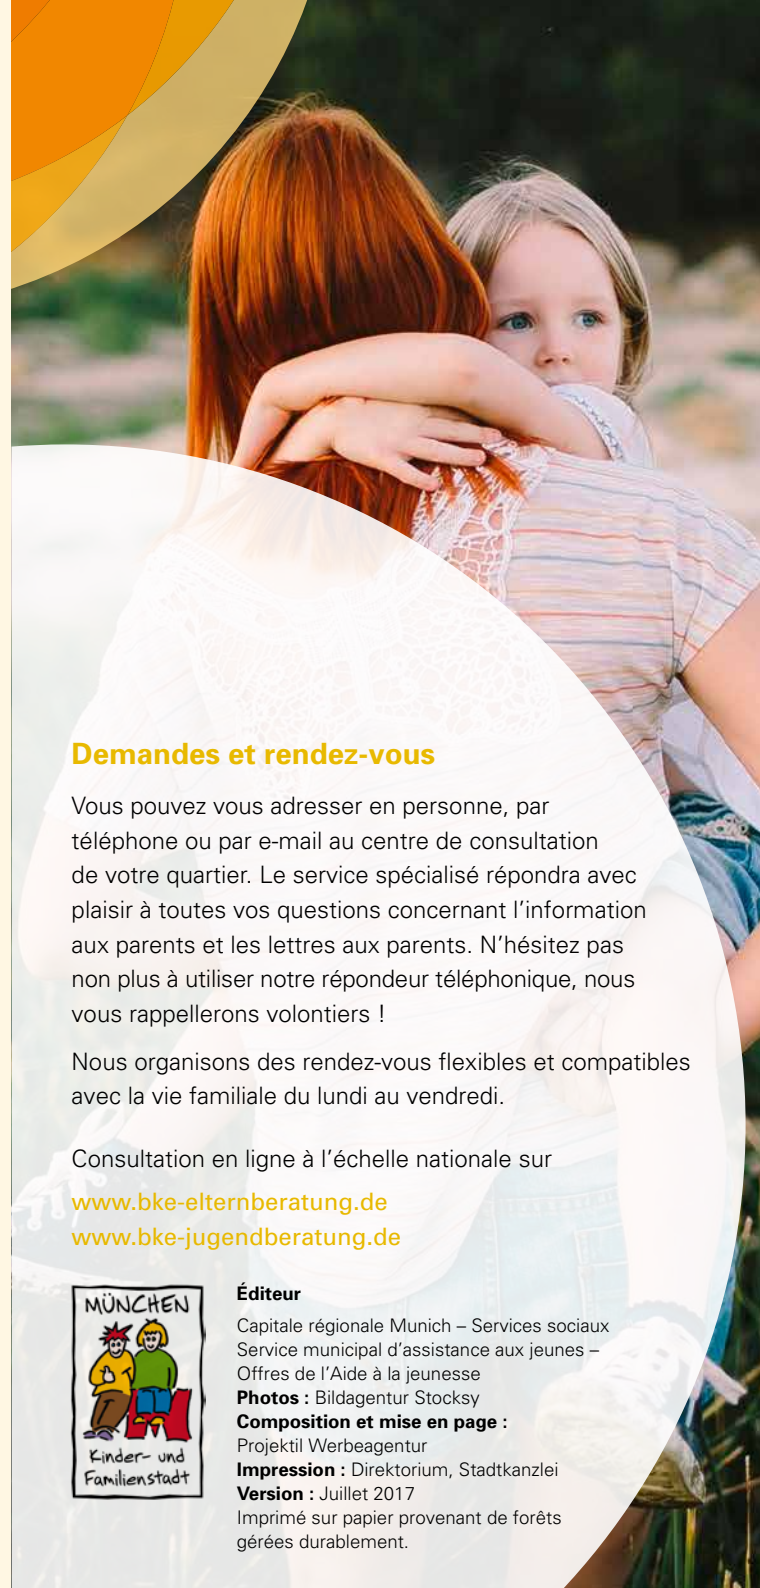 Demandes et rendez-vous
Vous pouvez vous adresser en personne, par
téléphone ou par e-mail au centre de consultation
de votre quartier. Le service spécialisé répondra avec
plaisir à toutes vos questions concernant l’information
aux parents et les lettres aux parents. N’hésitez pas
non plus à utiliser notre répondeur téléphonique, nous
vous rappellerons volontiers !
Nous organisons des rendez-vous flexibles et compatibles
avec la vie familiale du lundi au vendredi.
Consultation en ligne à l’échelle nationale sur
www.bke-elternberatung.de
www.bke-jugendberatung.de
MÜNCHEN
Kinder- und
Familienstadt
Éditeur
Capitale régionale Munich – Services sociaux
Service municipal d’assistance aux jeunes –
Offres de l’Aide à la jeunesse
Photos : Bildagentur Stocksy
Composition et mise en page :
Projektil Werbeagentur
Impression : Direktorium, Stadtkanzlei
Version : Juillet 2017
Imprimé sur papier provenant de forêts
gérées durablement.